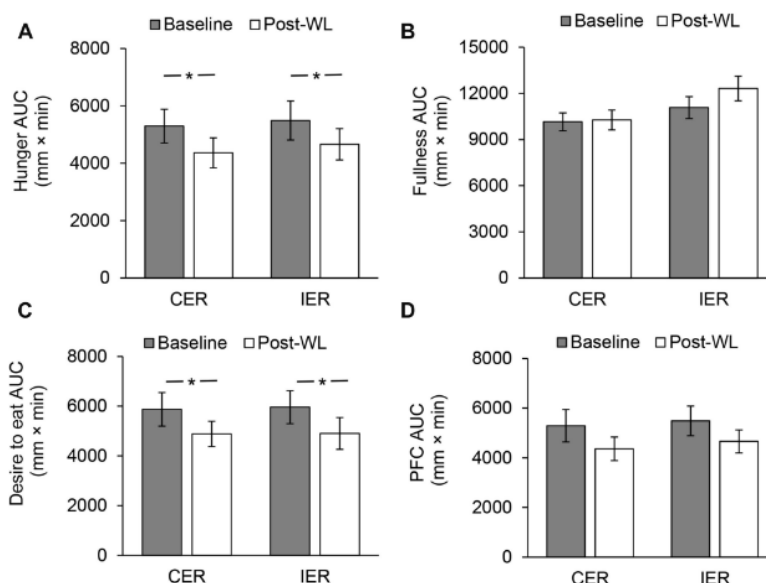 A
Baseline Post-WL
Hunger AUC
(mm × min)
8000
6000
4000
2000
0
* *
CER IER
B
Baseline Post-WL
Fullness AUC
(mm × min)
15000
12000
9000
6000
3000
0
CER IER
C
Baseline Post-WL
Desire to eat AUC
(mm × min)
8000
6000
4000
2000
0
* *
CER IER
D
Baseline Post-WL
PFC AUC
(mm × min)
8000
6000
4000
2000
0
CER IER